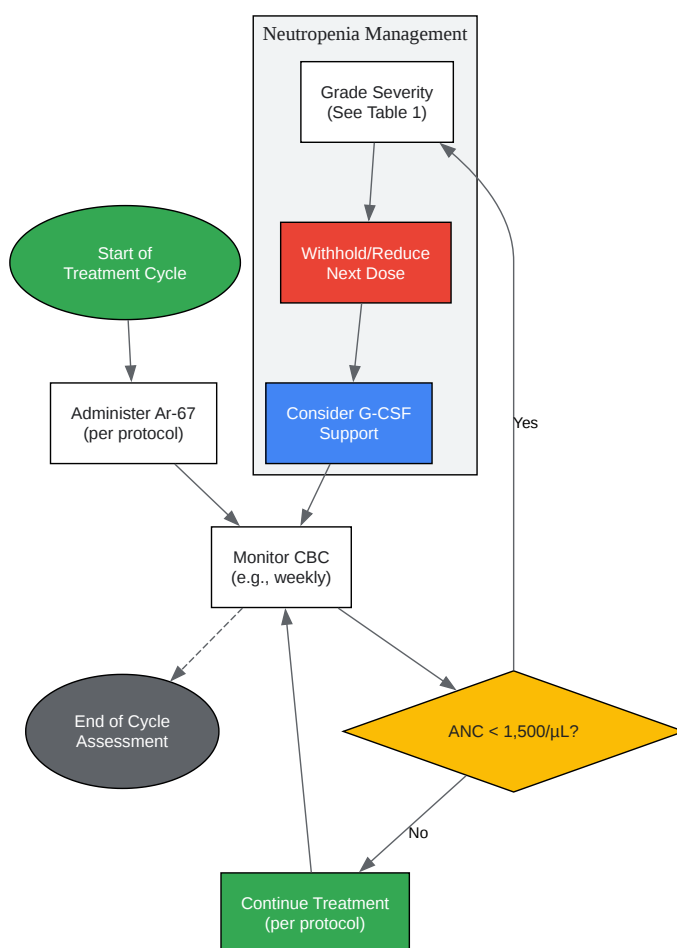 Neutropenia Management
Grade Severity
(See Table 1)
Withhold/Reduce
Next Dose
Start of
Treatment Cycle
Administer Ar-67
(per protocol)
Consider G-CSF
Support
Yes
Monitor CBC
(e.g., weekly)
End of Cycle
Assessment
ANC < 1,500/µL?
No
Continue Treatment
(per protocol)